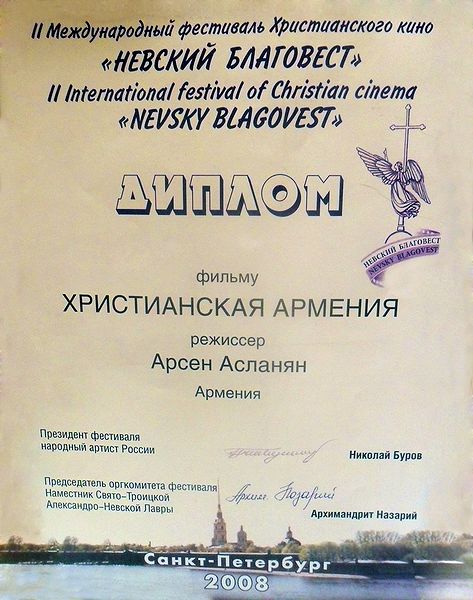 II Международный фестиваль Христианского кино
«НЕВСКИЙ БЛАГОВЕСТ»
II International festival of Christian cinema
«NEVSKY BLAGOVEST»
ДИПЛОМ
НЕВСКИЙ БЛАГОВЕСТ
NEVSKY BLAGOVEST
фильму
ХРИСТИАНСКАЯ АРМЕНИЯ
режиссер
Арсен Асланян
Армения
Президент фестиваля
народный артист России
Николай Буров
Председатель оргкомитета фестиваля
Наместник Свято-Троицкой
Александро-Невской Лавры
Архим. Назарий
Архимандрит Назарий
Санкт-Петербург
2008